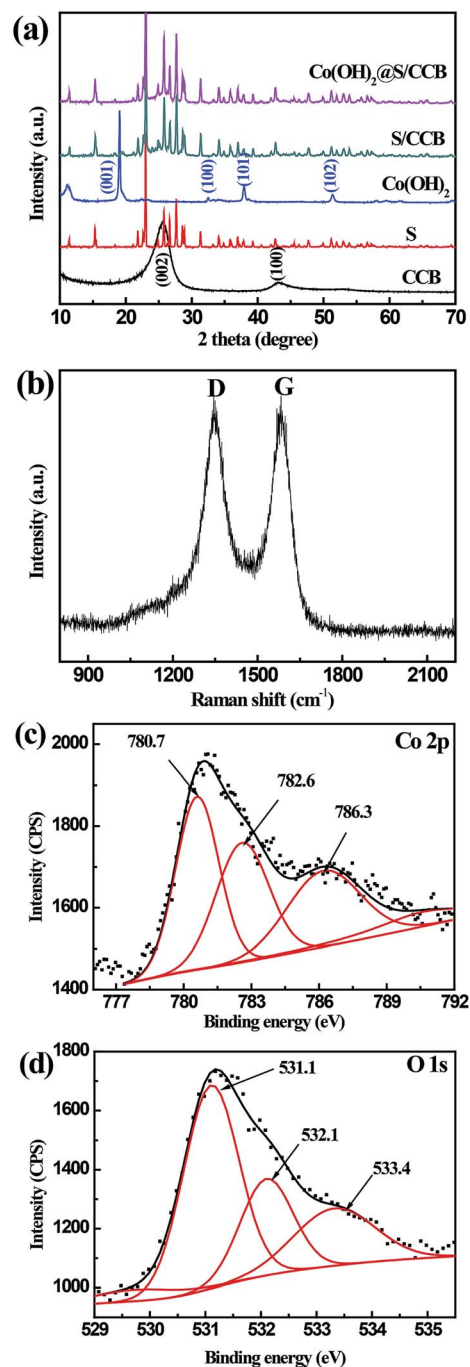 (a)
Co(OH)₂@S/CCB
S/CCB
(001)
(100)
(101)
(102)
Co(OH)₂
S
(002)
(100)
CCB
Intensity (a.u.)
10 20 30 40 50 60 70
2 theta (degree)
(b)
D G
Intensity (a.u.)
900 1200 1500 1800 2100
Raman shift (cm⁻¹)
(c)
Co 2p
780.7
782.6
786.3
2000
1800
1600
1400
Intensity (CPS)
777 780 783 786 789 792
Binding energy (eV)
(d)
O 1s
531.1
532.1
533.4
1800
1600
1400
1200
1000
Intensity (CPS)
529 530 531 532 533 534 535
Binding energy (eV)